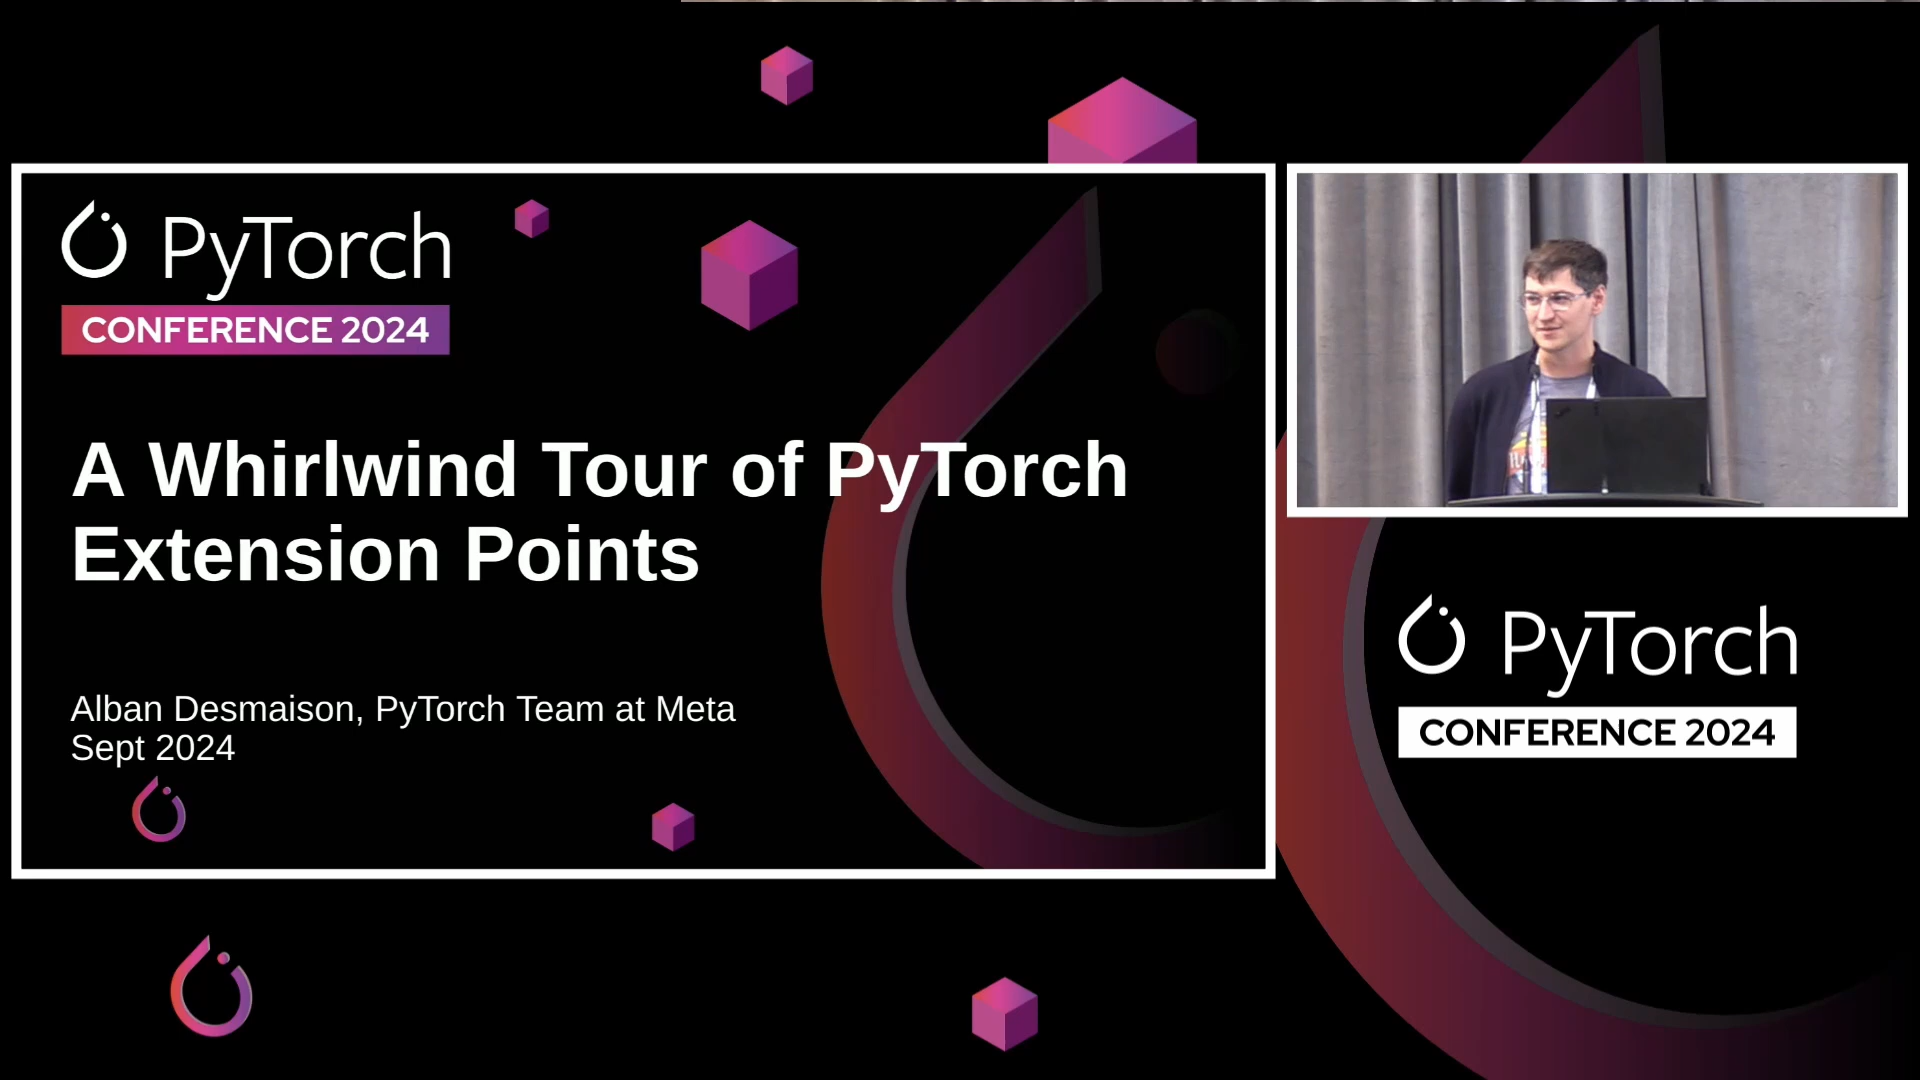 PyTorch
CONFERENCE 2024
A Whirlwind Tour of PyTorch
Extension Points
Alban Desmaison, PyTorch Team at Meta
Sept 2024
PyTorch
CONFERENCE 2024